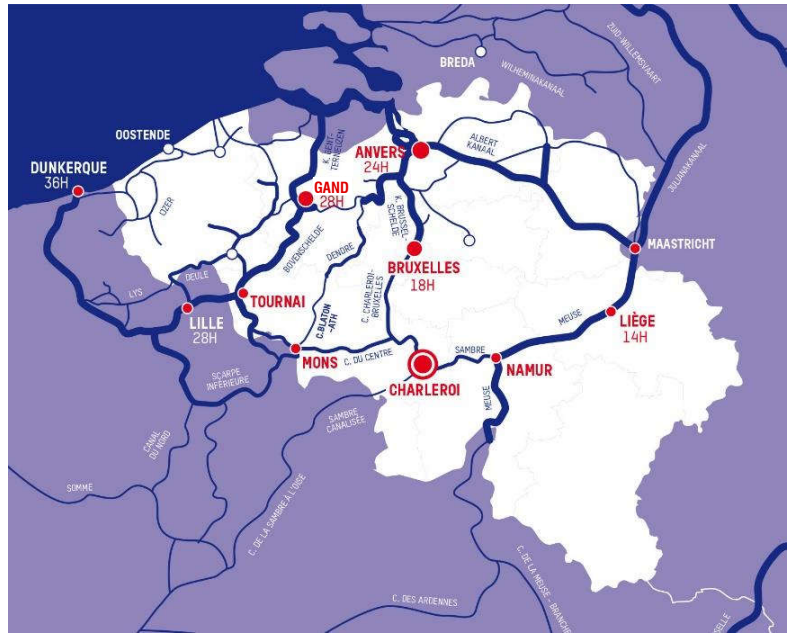 BREDA
ZUID-WILLEMSVAART
WILHEMINAKANAAL
OOSTENDE
DUNKERQUE
36H
K. GENT-
TERNEUZEN
ANVERS
24H
ALBERT
KANAAL
JULIANAKANAAL
GAND
28H
IJZER
K. BRUSSEL-
SCHELDE
BOVENSCHELDE
DENDRE
BRUXELLES
18H
MAASTRICHT
DEULE
LYS
TOURNAI
LILLE
28H
C.BLATON
-ATH
C. CHARLEROI-
BRUXELLES
MEUSE
LIÈGE
14H
MONS
C. DU CENTRE
SAMBRE
NAMUR
CHARLEROI
SCARPE
INFÉRIEURE
MEUSE
SAMBRE
CANALISÉE
CANAL
DU NORD
SOMME
C. DE LA SAMBRE À L'OISE
C. DES ARDENNES
C. DE LA MEUSE - BRANCHE
SELLE